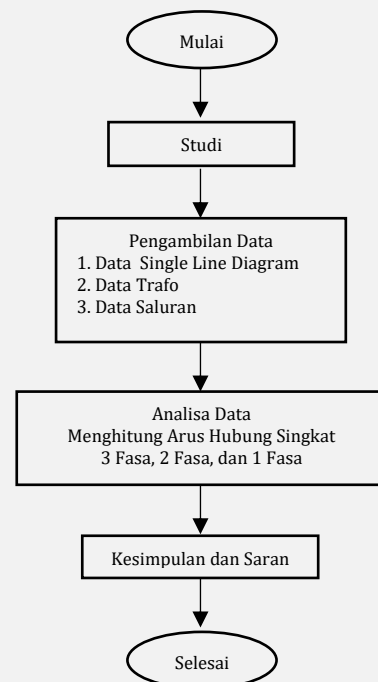 Mulai
Studi
Pengambilan Data
1. Data Single Line Diagram
2. Data Trafo
3. Data Saluran
Analisa Data
Menghitung Arus Hubung Singkat
3 Fasa, 2 Fasa, dan 1 Fasa
Kesimpulan dan Saran
Selesai